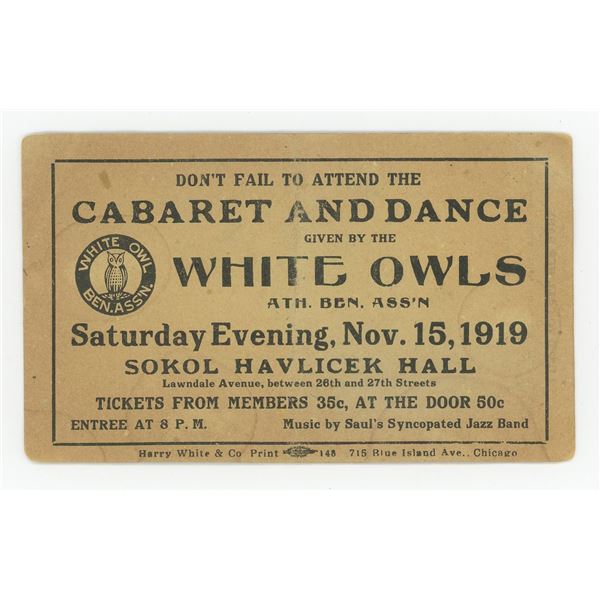 DON'T FAIL TO ATTEND THE
CABARET AND DANCE
GIVEN BY THE
WHITE OWLS
ATH. BEN. ASS'N
WHITE OWL
BEN. ASS'N.
Saturday Evening, Nov. 15, 1919
SOKOL HAVLICEK HALL
Lawndale Avenue, between 26th and 27th Streets
TICKETS FROM MEMBERS 35c, AT THE DOOR 50c
ENTREE AT 8 P. M. Music by Saul's Syncopated Jazz Band
Harry White & Co Print 148 715 Blue Island Ave., Chicago